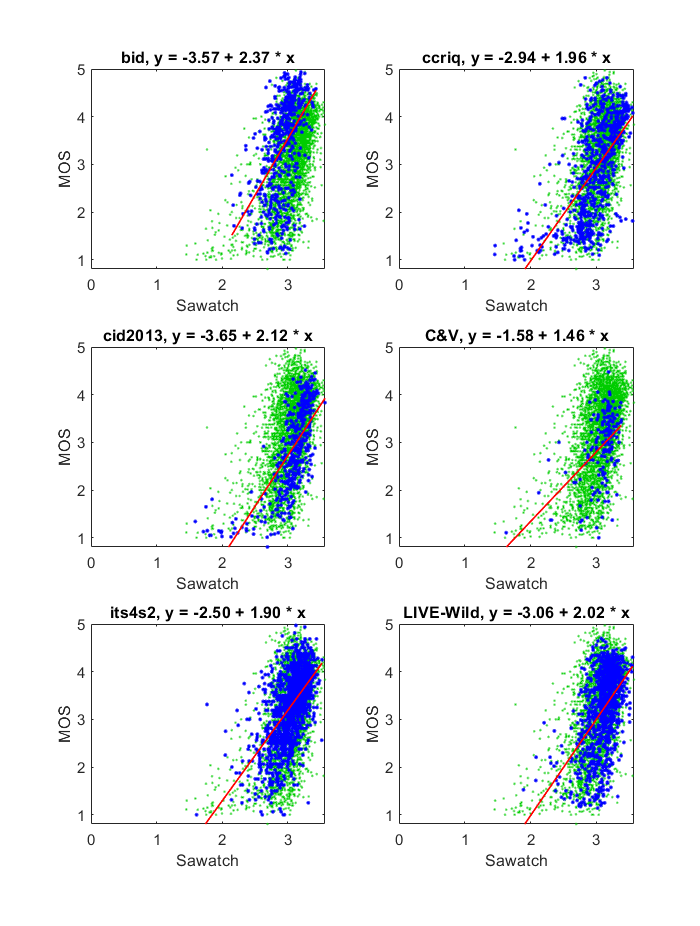 bid, y = -3.57 + 2.37 * x
5
4
3
2
1
MOS
0 1 2 3
Sawatch
ccriq, y = -2.94 + 1.96 * x
5
4
3
2
1
MOS
0 1 2 3
Sawatch
cid2013, y = -3.65 + 2.12 * x
5
4
3
2
1
MOS
0 1 2 3
Sawatch
C&V, y = -1.58 + 1.46 * x
5
4
3
2
1
MOS
0 1 2 3
Sawatch
its4s2, y = -2.50 + 1.90 * x
5
4
3
2
1
MOS
0 1 2 3
Sawatch
LIVE-Wild, y = -3.06 + 2.02 * x
5
4
3
2
1
MOS
0 1 2 3
Sawatch